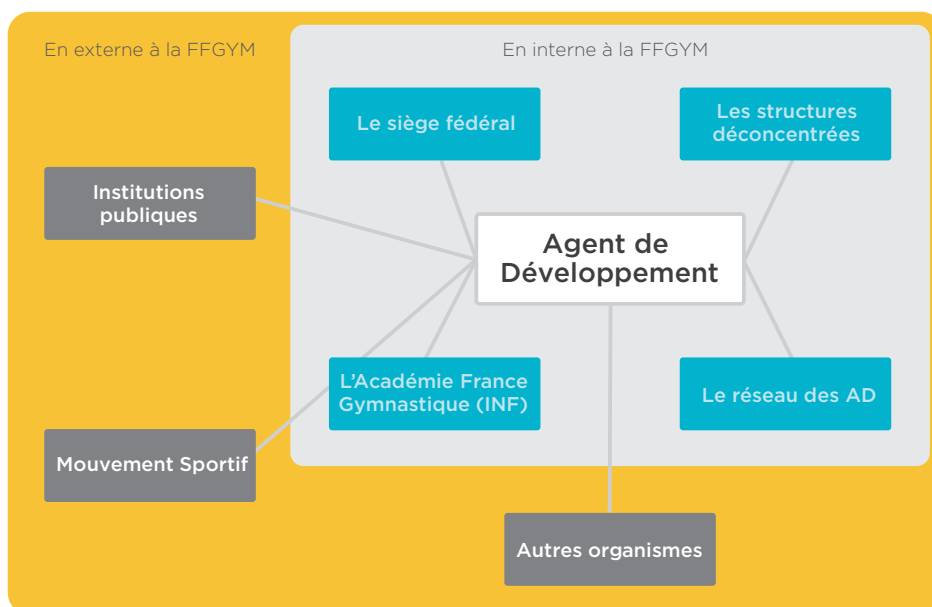 En externe à la FFGYM
En interne à la FFGYM
Le siège fédéral
Les structures
déconcentrées
Institutions
publiques
Agent de
Développement
L'Académie France
Gymnastique (INF)
Le réseau des AD
Mouvement Sportif
Autres organismes